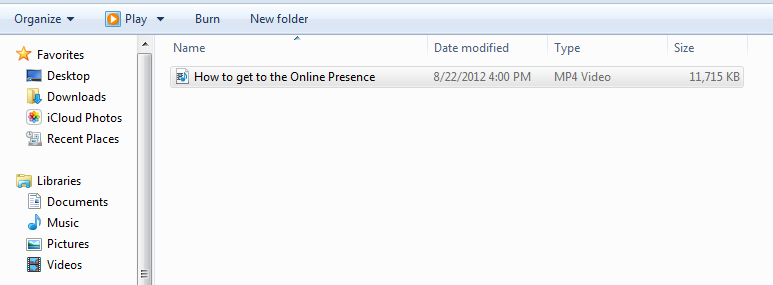 Organize Play Burn New folder
Favorites
Desktop
Downloads
iCloud Photos
Recent Places
Libraries
Documents
Music
Pictures
Videos
Name Date modified Type Size
How to get to the Online Presence 8/22/2012 4:00 PM MP4 Video 11,715 KB